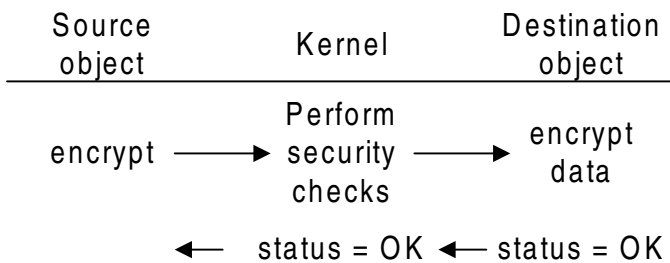 Source
object
Kernel
Destination
object
encrypt
Perform
security
checks
encrypt
data
status = OK
status = OK